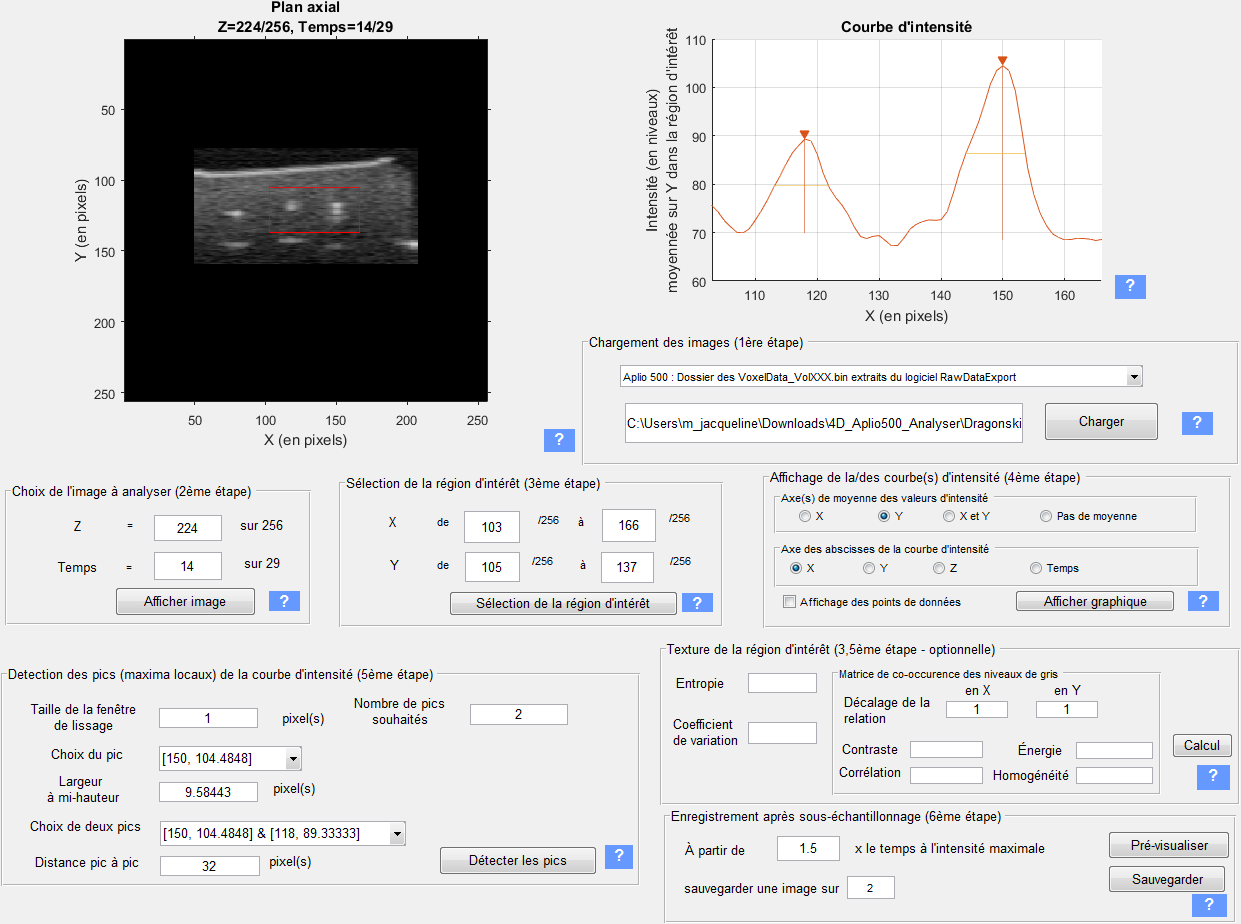 Plan axial
Z=224/256, Temps=14/29
50
100
150
200
250
Y (en pixels)
50
100
150
200
250
X (en pixels)
?
Courbe d'intensité
110
100
90
80
70
60
Intensité (en niveaux)
moyennée sur Y dans la région d'intérêt
110
120
130
140
150
160
X (en pixels)
?
Chargement des images (1ère étape)
Aplio 500 : Dossier des VoxelData_VolXXX.bin extraits du logiciel RawDataExport
C:\Users\m_jacqueline\Downloads\4D_Aplio500_Analyser\Dragonski
Charger
?
Choix de l'image à analyser (2ème étape)
Z = 224 sur 256
Temps = 14 sur 29
Afficher image
?
Sélection de la région d'intérêt (3ème étape)
X de 103 /256 à 166 /256
Y de 105 /256 à 137 /256
Sélection de la région d'intérêt
?
Affichage de la/des courbe(s) d'intensité (4ème étape)
Axe(s) de moyenne des valeurs d'intensité
X Y X et Y Pas de moyenne
Axe des abscisses de la courbe d'intensité
X Y Z Temps
Affichage des points de données
Afficher graphique
?
Texture de la région d'intérêt (3,5ème étape - optionnelle)
Entropie
Coefficient
de variation
Matrice de co-occurence des niveaux de gris
en X en Y
Décalage de la
relation
1 1
Contraste
Énergie
Corrélation
Homogénéité
Calcul
?
Detection des pics (maxima locaux) de la courbe d'intensité (5ème étape)
Taille de la fenêtre
de lissage
1 pixel(s)
Nombre de pics
souhaités
2
Choix du pic
[150, 104.4848]
Largeur
à mi-hauteur
9.58443 pixel(s)
Choix de deux pics
[150, 104.4848] & [118, 89.33333]
Distance pic à pic
32 pixel(s)
Détecter les pics
?
Enregistrement après sous-échantillonnage (6ème étape)
À partir de 1.5 x le temps à l'intensité maximale
sauvegarder une image sur 2
Pré-visualiser
Sauvegarder
?